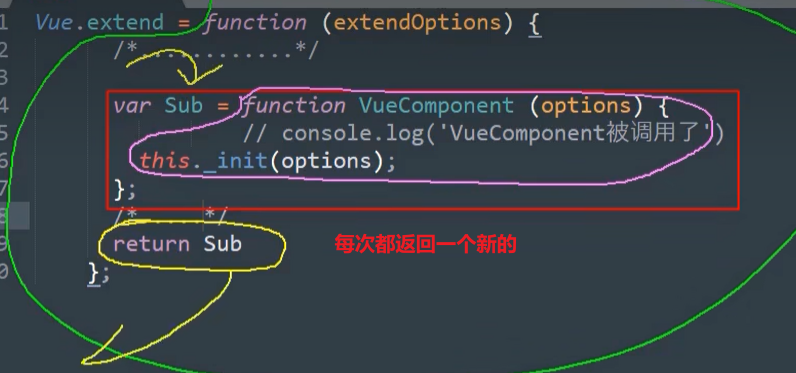 1 Vue.extend = function (extendOptions) {
2 /*............*/
3
4 var Sub = function VueComponent (options) {
5 // console.log('VueComponent被调用了')
6 this._init(options);
7 };
8 /* */
9 return Sub
每次都返回一个新的
0 };